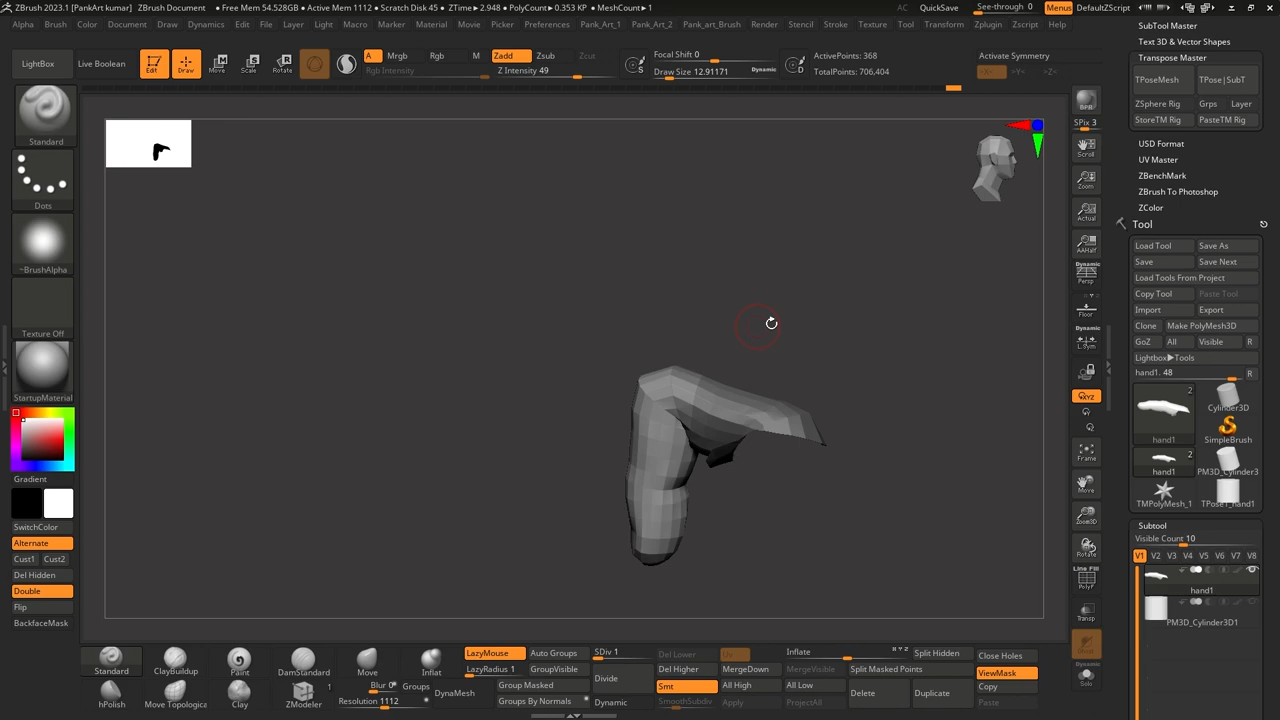 ZBrush 2023.1 [PankArt kumar]
ZBrush Document
• Free Mem 54.528GB • Active Mem 1112 • Scratch Disk 45 • ZTime►2.948 • PolyCount►0.353 KP • MeshCount►1
AC
QuickSave
See-through 0
Menus
DefaultZScript
Alpha
Brush
Color
Document
Draw
Dynamics
Edit
File
Layer
Light
Macro
Marker
Material
Movie
Picker
Preferences
Pank_Art_1
Pank_Art_2
pank_art_Brush
Render
Stencil
Stroke
Texture
Tool
Transform
Zplugin
Zscript
Help
LightBox
Live Boolean
Edit
Draw
Move
Scale
Rotate
A
Mrgb
Rgb
M
Rgb Intensity
Zadd
Zsub
Zcut
Z Intensity 49
Focal Shift 0
Draw Size 12.91171
Dynamic
S
D
ActivePoints: 368
TotalPoints: 706,404
Activate Symmetry
>X<
>Y<
>Z<
Standard
Dots
~BrushAlpha
Texture Off
StartupMaterial
Gradient
SwitchColor
Alternate
Cust1
Cust2
Del Hidden
Double
Flip
BackfaceMask
BPR
SPix 3
Scroll
Zoom
Actual
AAHalf
Dynamic
Persp
Floor
Dynamic
L.Sym
XYZ
Frame
Move
Zoom3D
Rotate
Line Fill
PolyF
Transp
Ghost
Dynamic
Solo
SubTool Master
Text 3D & Vector Shapes
Transpose Master
TPoseMesh
TPose|SubT
ZSphere Rig
Grps
Layer
StoreTM Rig
PasteTM Rig
USD Format
UV Master
ZBenchMark
ZBrush To Photoshop
ZColor
Tool
Load Tool
Save As
Save
Save Next
Load Tools From Project
Copy Tool
Paste Tool
Import
Export
Clone
Make PolyMesh3D
GoZ
All
Visible
R
Lightbox►Tools
hand1. 48
R
2
hand1
Cylinder3D
SimpleBrush
2
hand1
PM3D_Cylinder3
TMPolyMesh_1
TPose1_hand1
Subtool
Visible Count 10
V1
V2
V3
V4
V5
V6
V7
V8
hand1
PM3D_Cylinder3D1
Standard
ClayBuildup
Paint
DamStandard
Move
Inflat
hPolish
Move Topologica
Clay
ZModeler
1
LazyMouse
Auto Groups
LazyRadius 1
GroupVisible
Blur 0
Groups
Group Masked
Resolution 1112
DynaMesh
Groups By Normals
SDiv 1
Divide
Dynamic
Del Lower
Del Higher
Smt
SmoothSubdiv
Uv
MergeDown
All High
Apply
Inflate
X Y Z
Split Hidden
MergeVisible
Split Masked Points
All Low
ProjectAll
Delete
Duplicate
Close Holes
ViewMask
Copy
Paste